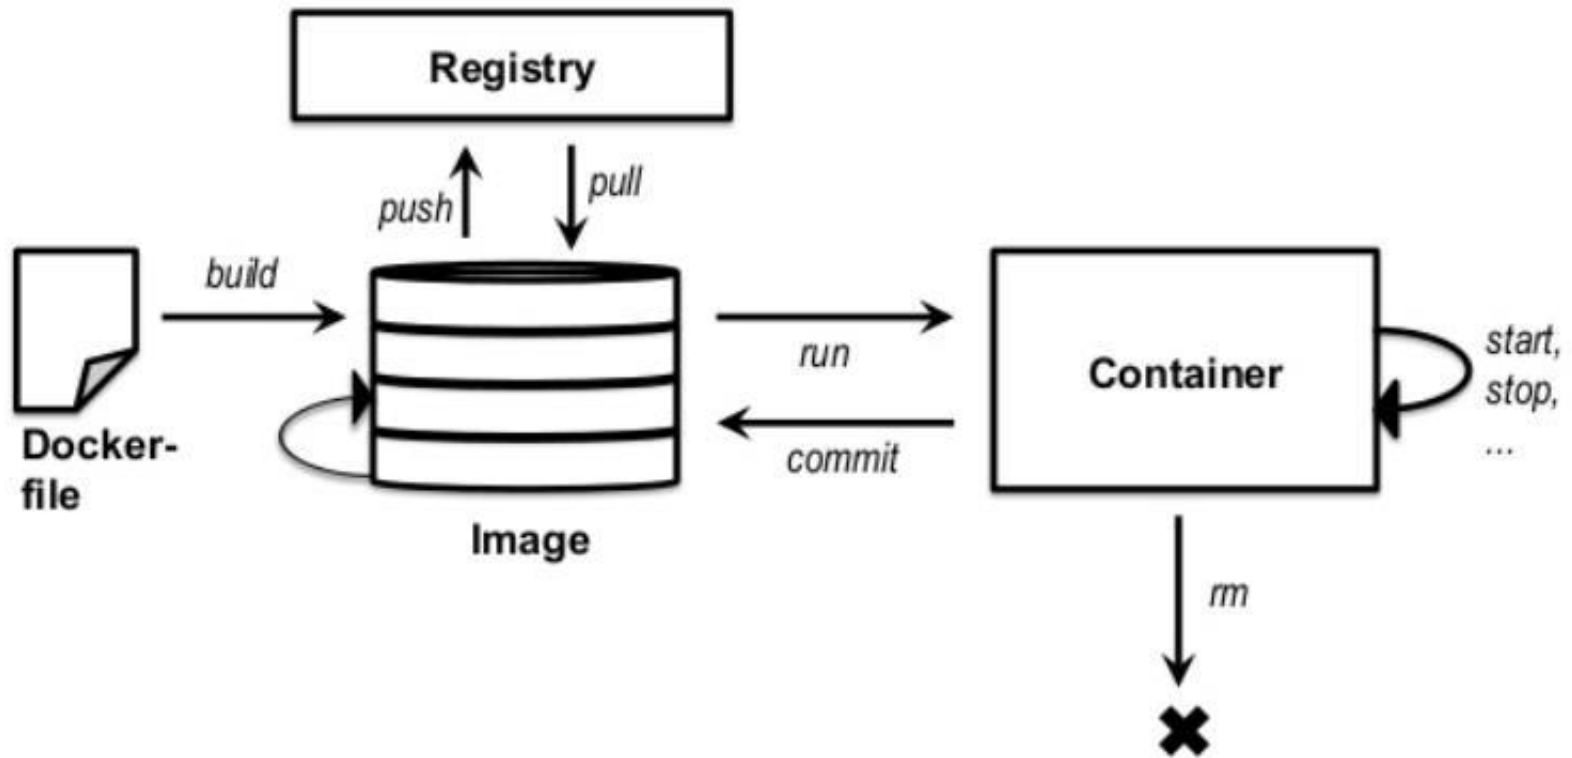 Registry
push
pull
build
Docker-
file
Image
run
commit
Container
start,
stop,
...
rm